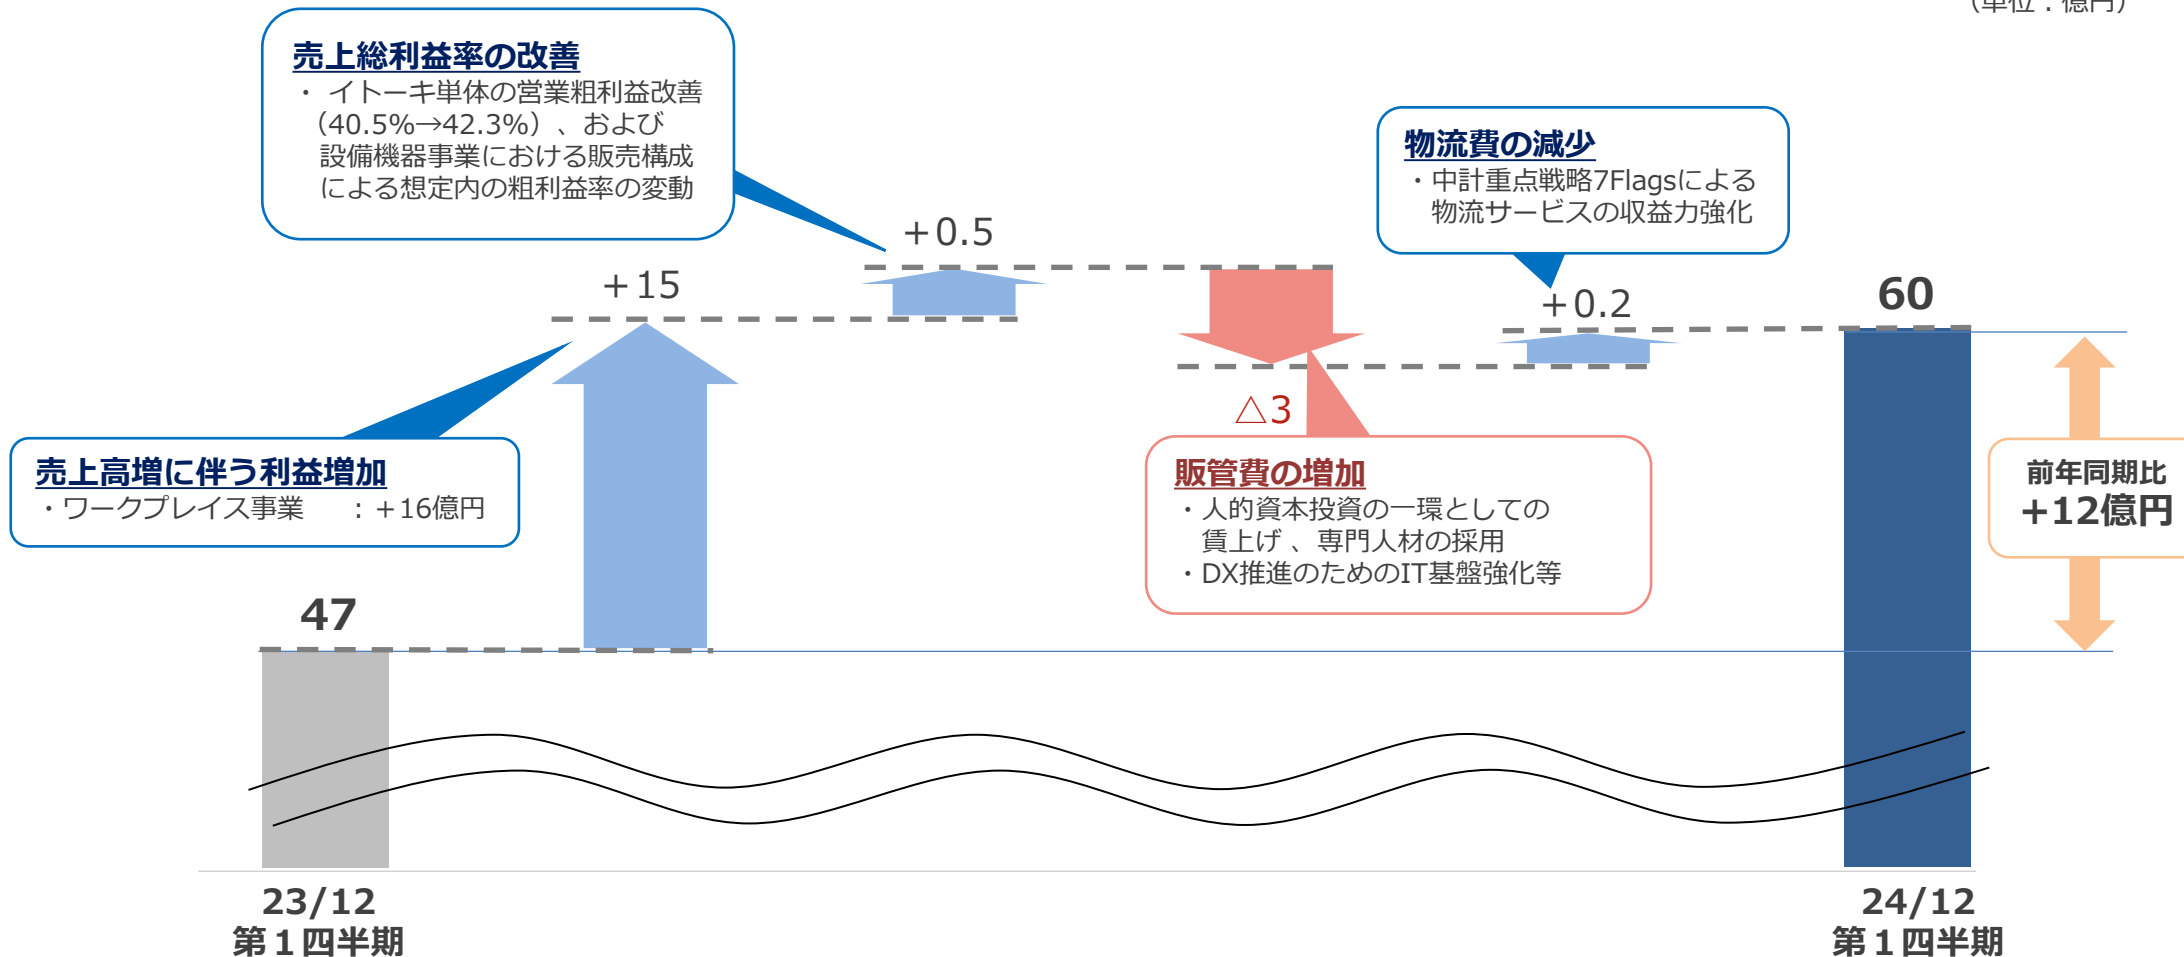 (単位:億円)
売上総利益率の改善
・ イトーキ単体の営業粗利益改善
(40.5%→42.3%)、および
設備機器事業における販売構成
による想定内の粗利益率の変動
物流費の減少
・中計重点戦略7Flagsによる
物流サービスの収益力強化
+0.5
+15
+0.2
60
△3
売上高増に伴う利益増加
・ワークプレイス事業 :+16億円
販管費の増加
・人的資本投資の一環としての
賃上げ 、専門人材の採用
・DX推進のためのIT基盤強化等
前年同期比
+12億円
47
23/12
第1四半期
24/12
第1四半期